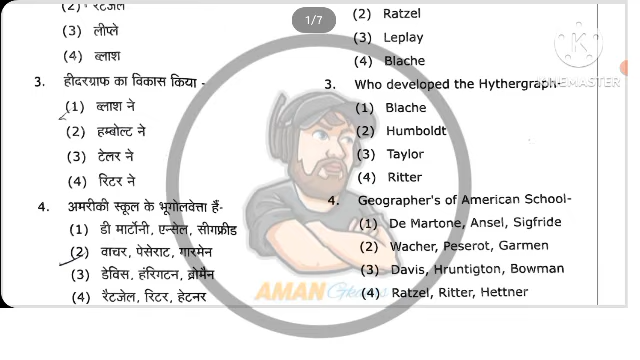 (2) रैटजेल
(3) लीप्ले
(4) ब्लाश
3. हीदरग्राफ का विकास किया -
(1) ब्लाश ने
(2) हम्बोल्ट ने
(3) टेलर ने
(4) रिटर ने
4. अमरीकी स्कूल के भूगोलवेत्ता हैं-
(1) डी मार्टोनी, एन्सेल, सीगफ्रीड
(2) वाचर, पेसेराट, गारमेन
(3) डेविस, हंरिगटन, ब्रोमैन
(4) रैटजेल, रिटर, हेटनर
1/7
(2) Ratzel
(3) Leplay
(4) Blache
3. Who developed the Hythergraph-
(1) Blache
(2) Humboldt
(3) Taylor
(4) Ritter
4. Geographer's of American School-
(1) De Martone, Ansel, Sigfride
(2) Wacher, Peserot, Garmen
(3) Davis, Hruntigton, Bowman
(4) Ratzel, Ritter, Hettner
KINEMASTER
AMAN